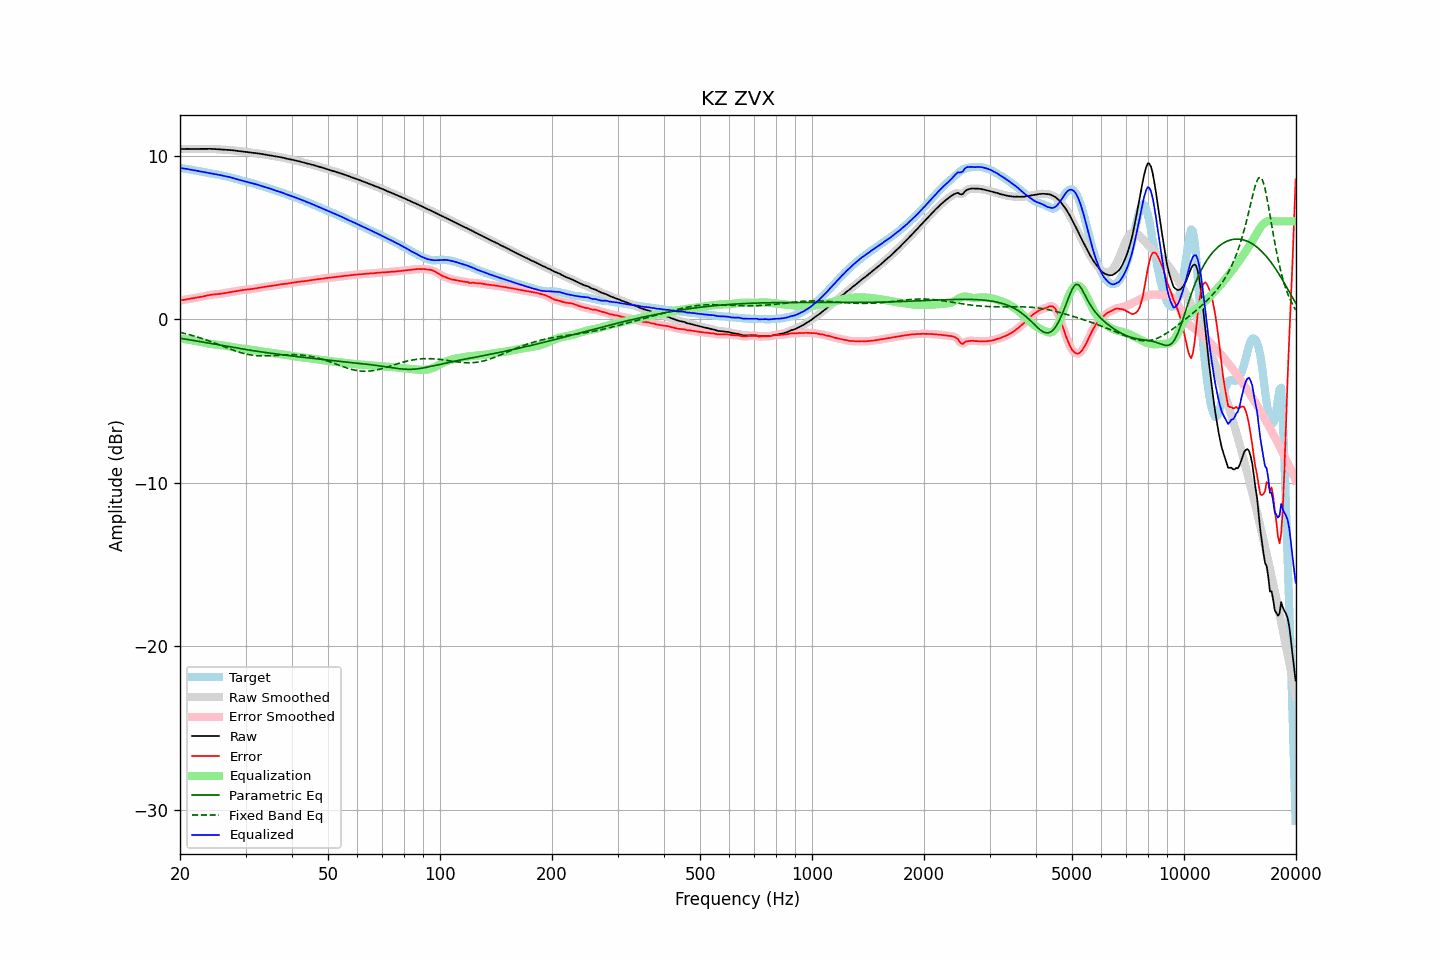 KZ ZVX
Amplitude (dBr)
10
0
−10
−20
−30
Target
Raw Smoothed
Error Smoothed
Raw
Error
Equalization
Parametric Eq
Fixed Band Eq
Equalized
20 50 100 200 500 1000 2000 5000 10000 20000
Frequency (Hz)